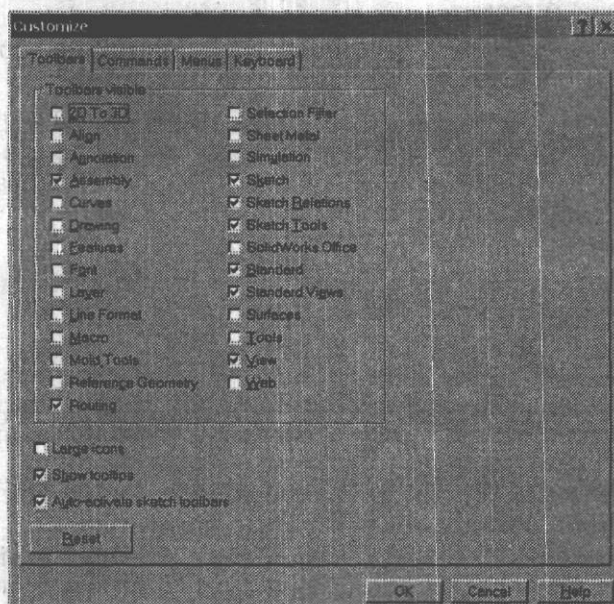 Customize
Toolbars Commands Menus Keyboard
Toolbars visible
2D To 3D
Align
Annotation
Assembly
Curves
Drawing
Features
Font
Layer
Line Format
Macro
Mold Tools
Reference Geometry
Routing
Selection Filter
Sheet Metal
Simulation
Sketch
Sketch Relations
Sketch Tools
SolidWorks Office
Standard
Standard Views
Surfaces
Tools
View
Web
Large icons
Show tooltips
Auto-activate sketch toolbars
Reset
OK Cancel Help